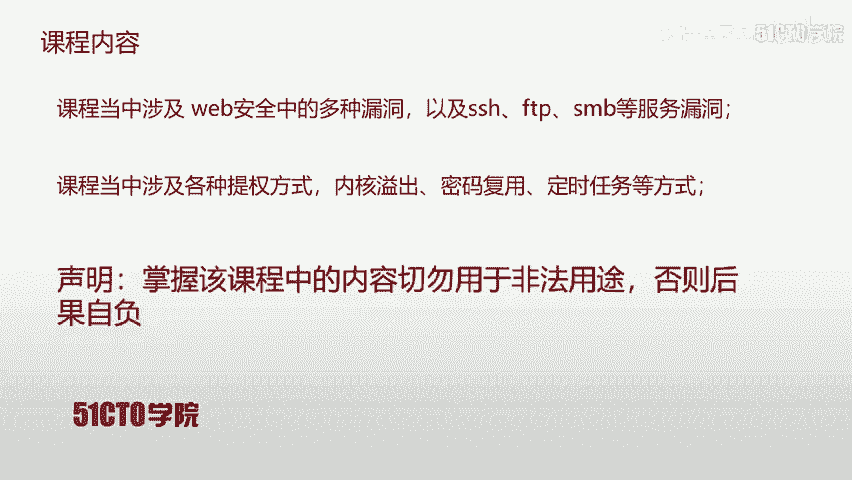 课程内容
51CTO学院
课程当中涉及 web安全中的多种漏洞，以及ssh、ftp、smb等服务漏洞；
课程当中涉及各种提权方式，内核溢出、密码复用、定时任务等方式；
声明：掌握该课程中的内容切勿用于非法用途，否则后
果自负
51CTO学院